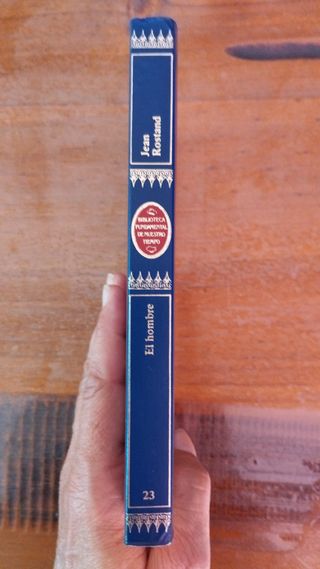 Jean
Rostand
BIBLIOTECA
FUNDAMENTAL
DE NUESTRO
TIEMPO
El hombre
23